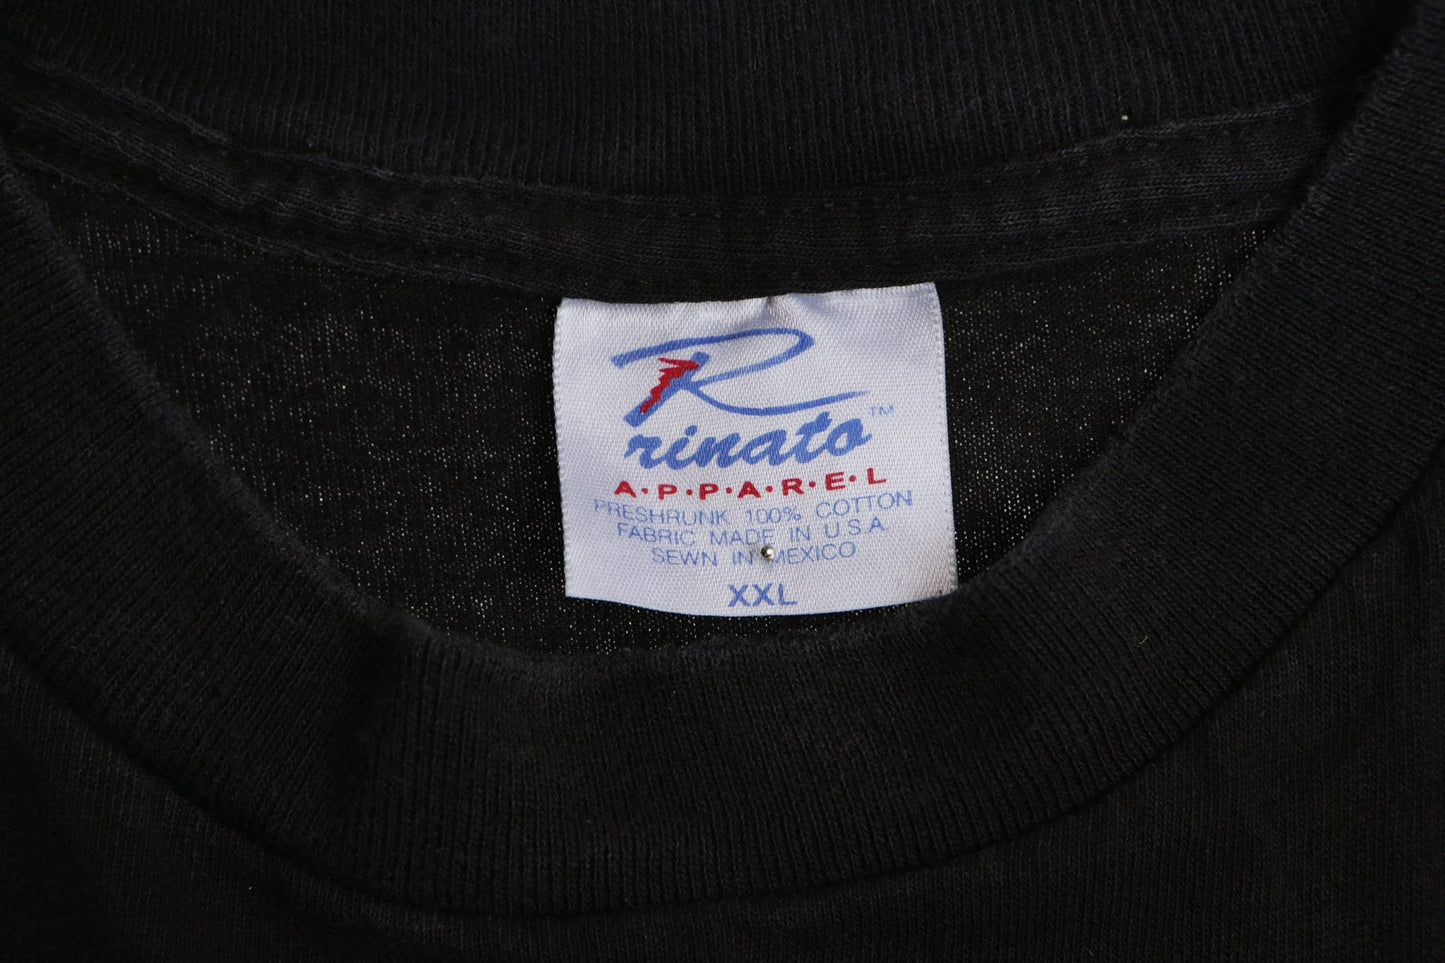 R
rinato™
A·P·P·A·R·E·L
PRESHRUNK 100% COTTON
FABRIC MADE IN U.S.A.
SEWN IN MEXICO
XXL